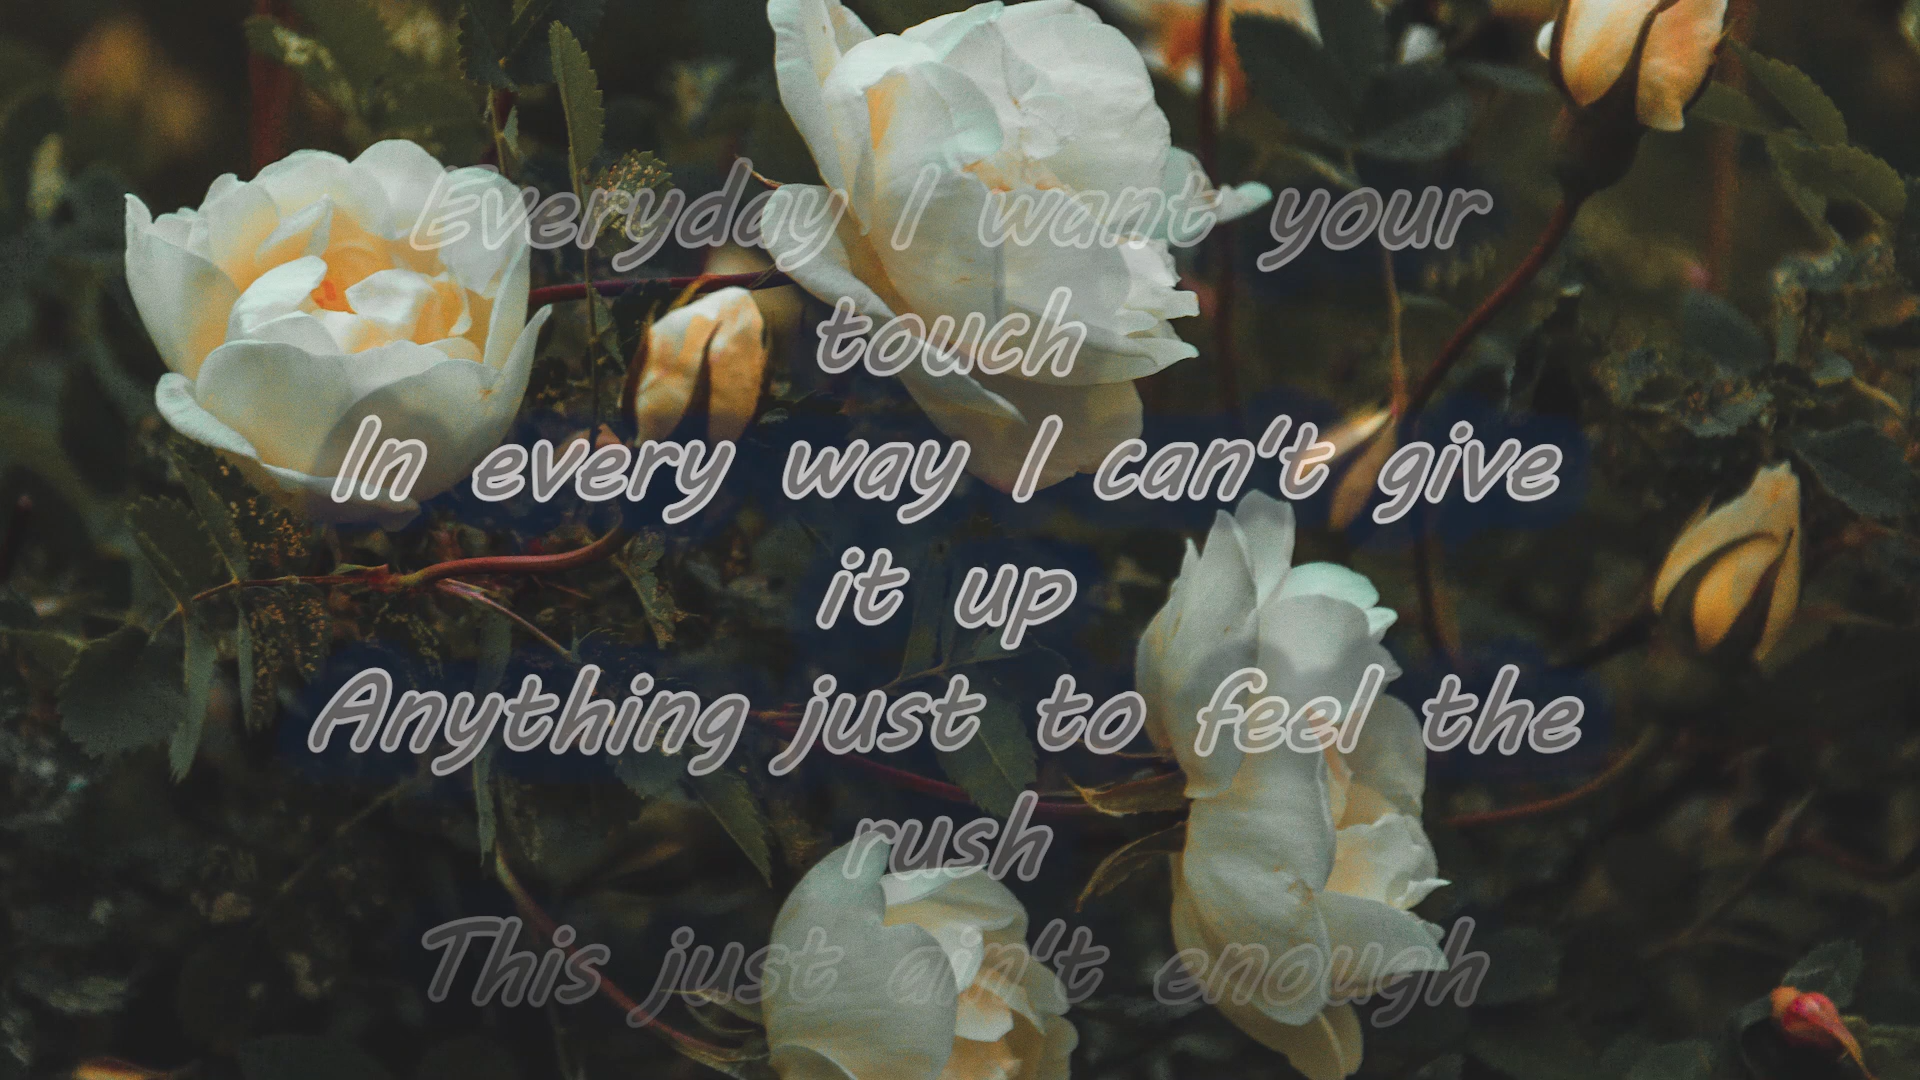 Everyday I want your
touch
In every way I can't give
it up
Anything just to feel the
rush
This just ain't enough